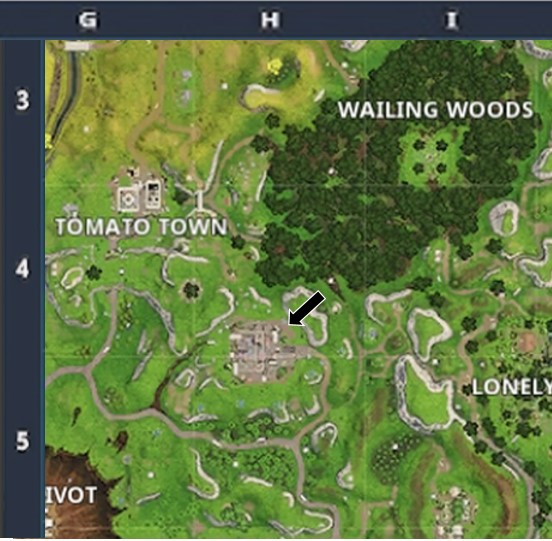 G H I
3
WAILING WOODS
TOMATO TOWN
4
LONELY
5
IVOT